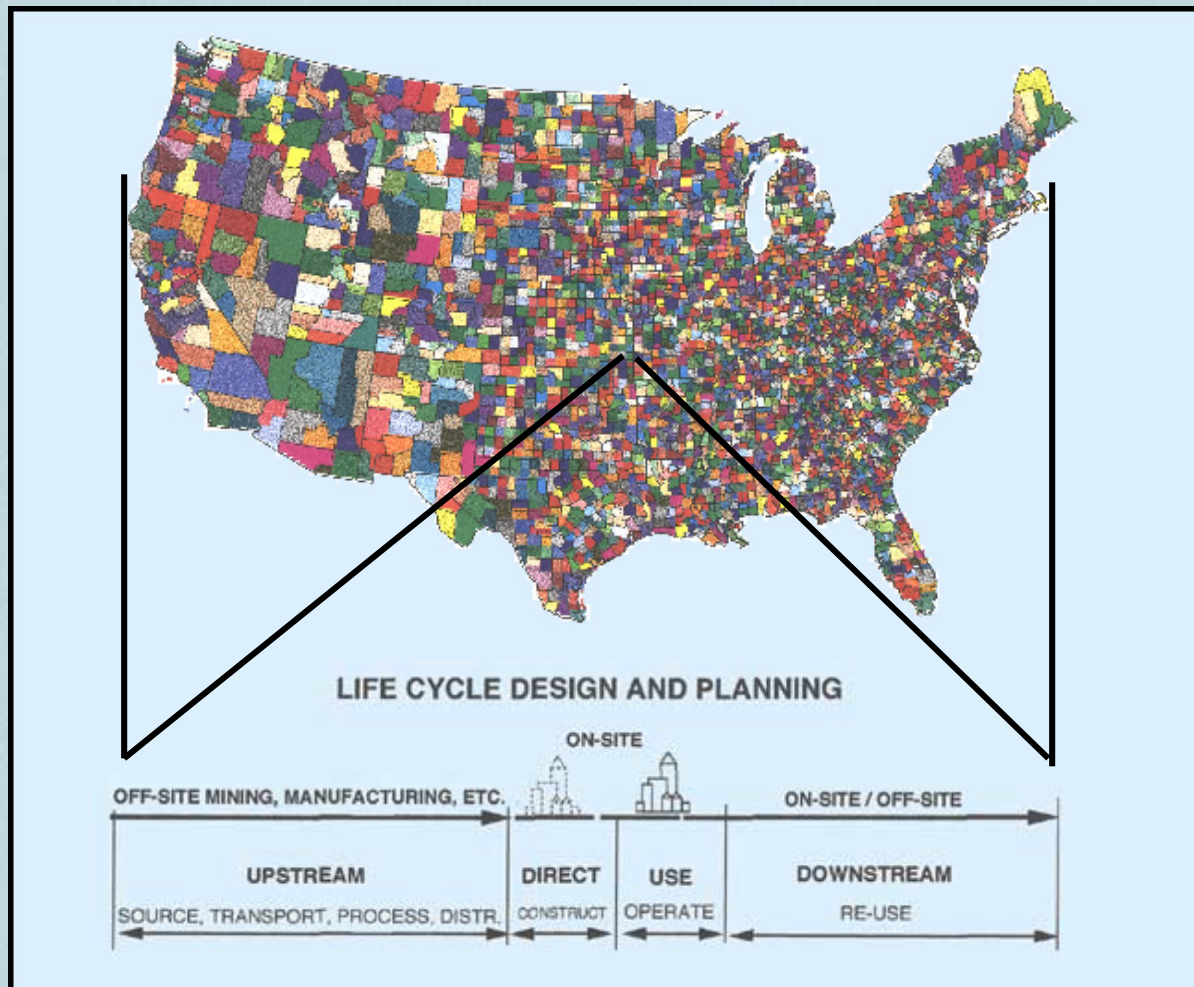 LIFE CYCLE DESIGN AND PLANNING
ON-SITE
OFF-SITE MINING, MANUFACTURING, ETC.
ON-SITE / OFF-SITE
UPSTREAM
DIRECT
USE
DOWNSTREAM
SOURCE, TRANSPORT, PROCESS, DISTR.
CONSTRUCT
OPERATE
RE-USE